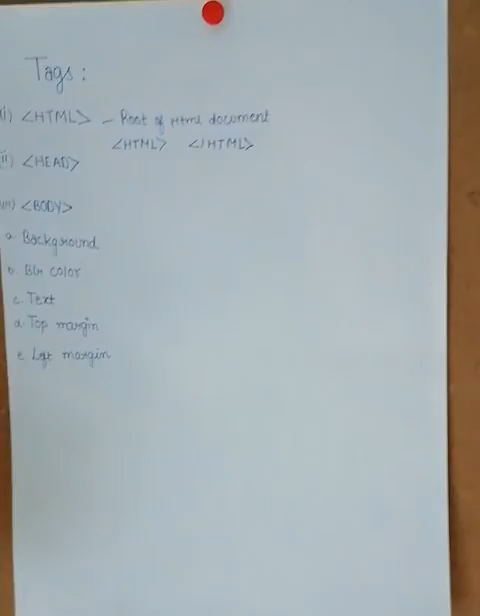 Tags :
i) <HTML> – Root of Html document
<HTML> </HTML>
ii) <HEAD>
iii) <BODY>
a. Background
b. color
c. Text
d. Top margin
e. Left margin